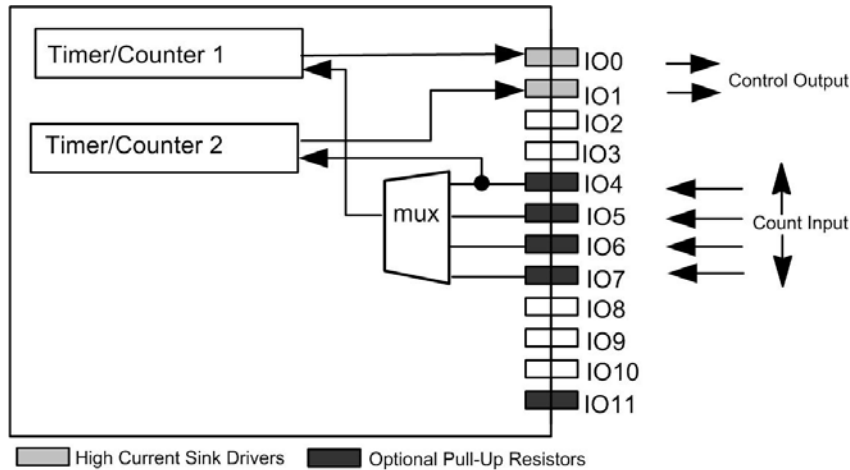 Timer/Counter 1
IO0
Control Output
IO1
IO2
Timer/Counter 2
IO3
IO4
mux
IO5
Count Input
IO6
IO7
IO8
IO9
IO10
IO11
High Current Sink Drivers
Optional Pull-Up Resistors